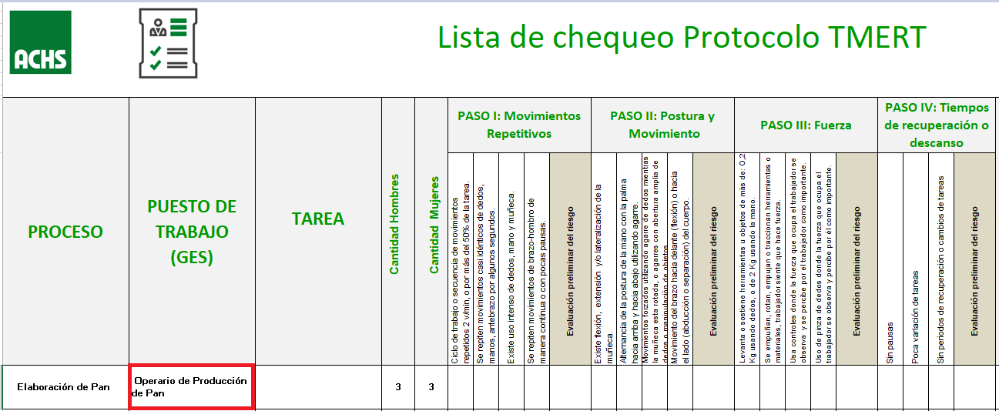 ACHS
Lista de chequeo Protocolo TMERT
PROCESO
PUESTO DE
TRABAJO
(GES)
TAREA
Cantidad Hombres
Cantidad Mujeres
PASO I: Movimientos
Repetitivos
Ciclo de trabajo o secuencia de movimientos
repetidos 2 v/min, o por más del 50% de la tarea.
Se repiten movimientos casi idénticos de dedos,
manos, antebrazo por algunos segundos.
Existe uso intenso de dedos, mano y muñeca.
Se repiten movimientos de brazo-hombro de
manera continua o con pocas pausas.
Evaluación preliminar del riesgo
PASO II: Postura y
Movimiento
Existe flexión, extensión y/o lateralización de la
muñeca.
Alternancia de la postura de la mano con la palma
hacia arriba y hacia abajo utilizando agarre.
Movimientos forzados utilizando agarre de dedos mientras
la muñeca esta rotada, o agarres con abertura amplia de
dedos o manipulación de objetos
Movimiento del brazo hacia delante (flexión) o hacia
el lado (abducción o separación) del cuerpo.
Evaluación preliminar del riesgo
PASO III: Fuerza
Levanta o sostiene herramientas u objetos de más de: 0,2
Kg usando dedos, o de 2 Kg usando la mano.
Se empuñan, rotan, empujan o traccionan herramientas o
materiales, trabajador siente que hace fuerza.
Usa controles donde la fuerza que ocupa el trabajador se
observa y se percibe por el trabajador como importante.
Uso de pinza de dedos donde la fuerza que ocupa el
trabajador se observa y percibe por él como importante.
Evaluación preliminar del riesgo
PASO IV: Tiempos
de recuperación o
descanso
Sin pausas
Poca variación de tareas
Sin periodos de recuperación o cambios de tareas
Evaluación preliminar del riesgo
Elaboración de Pan
Operario de Producción
de Pan
3
3